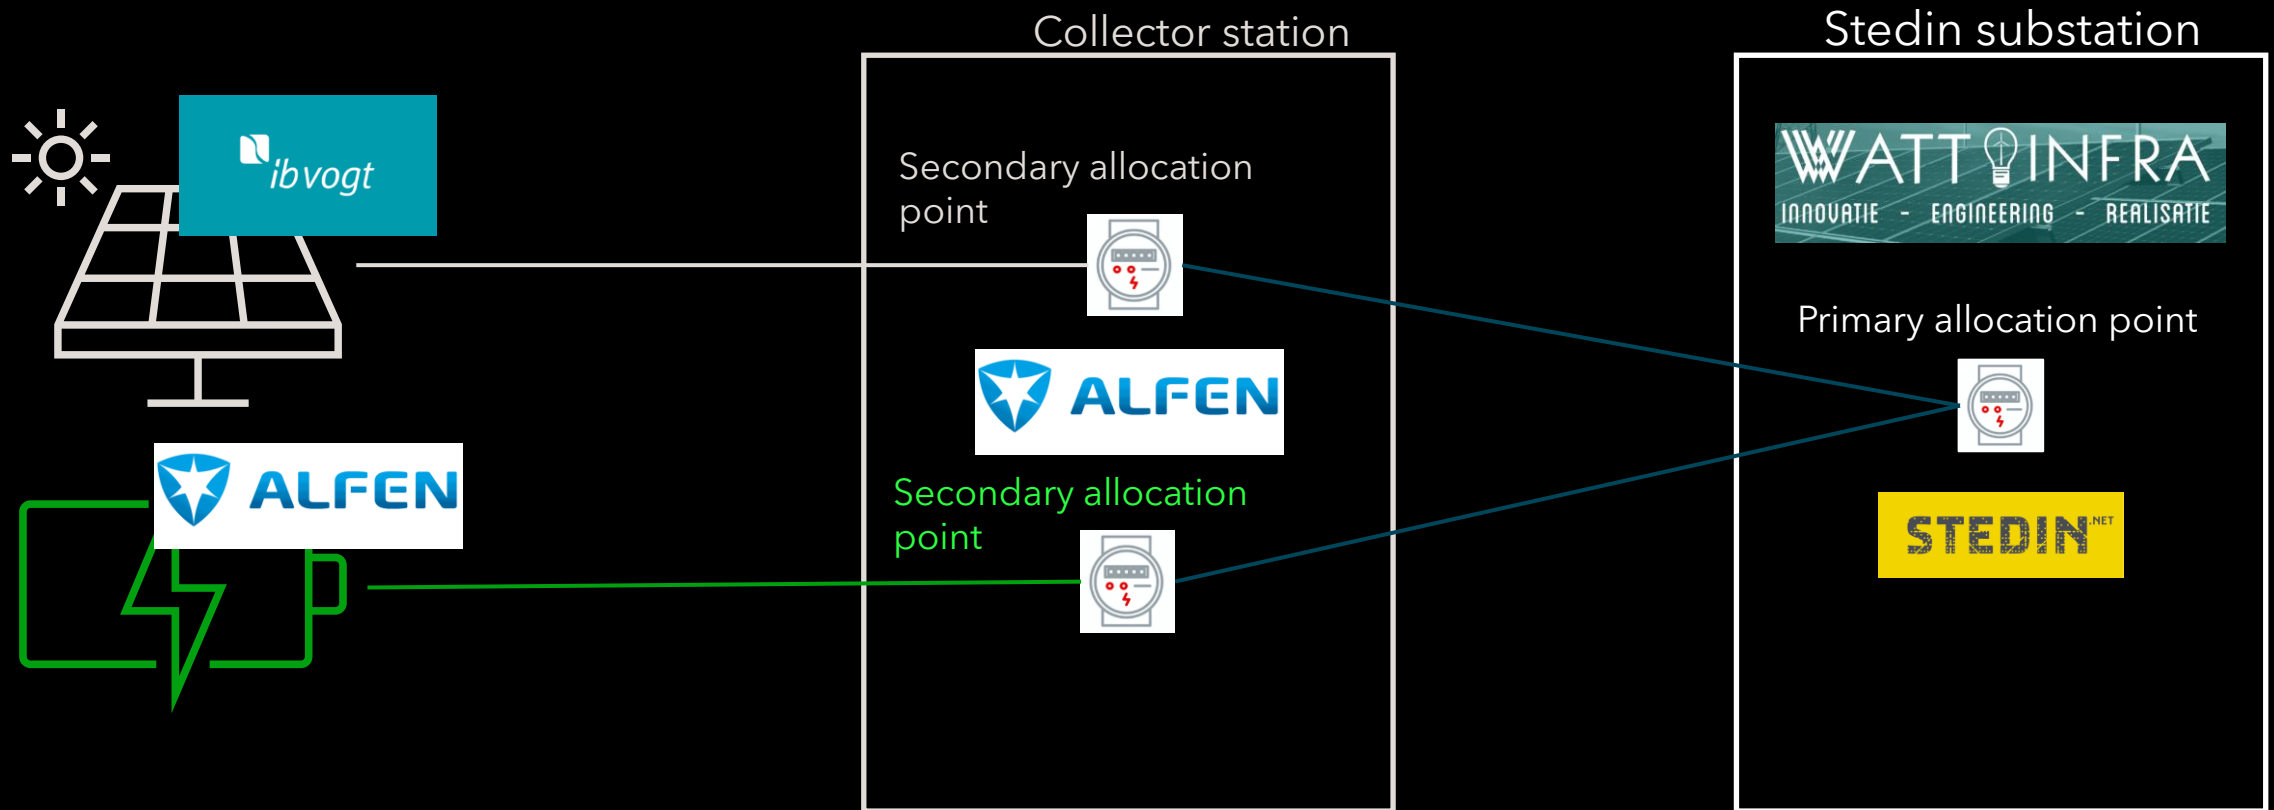 Collector station
Stedin substation
ibvogt
Secondary allocation
point
WATT INFRA
INNOVATIE - ENGINEERING - REALISATIE
Primary allocation point
ALFEN
ALFEN
Secondary allocation
point
STEDIN.NET